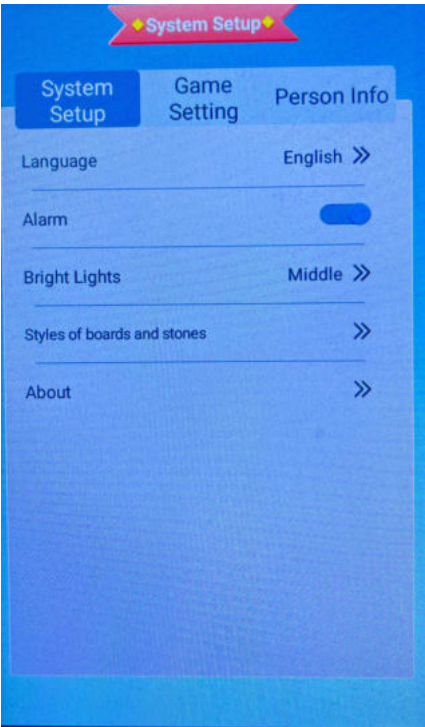 System Setup
System
Setup
Game
Setting
Person Info
Language
English
Alarm
Bright Lights
Middle
Styles of boards and stones
About